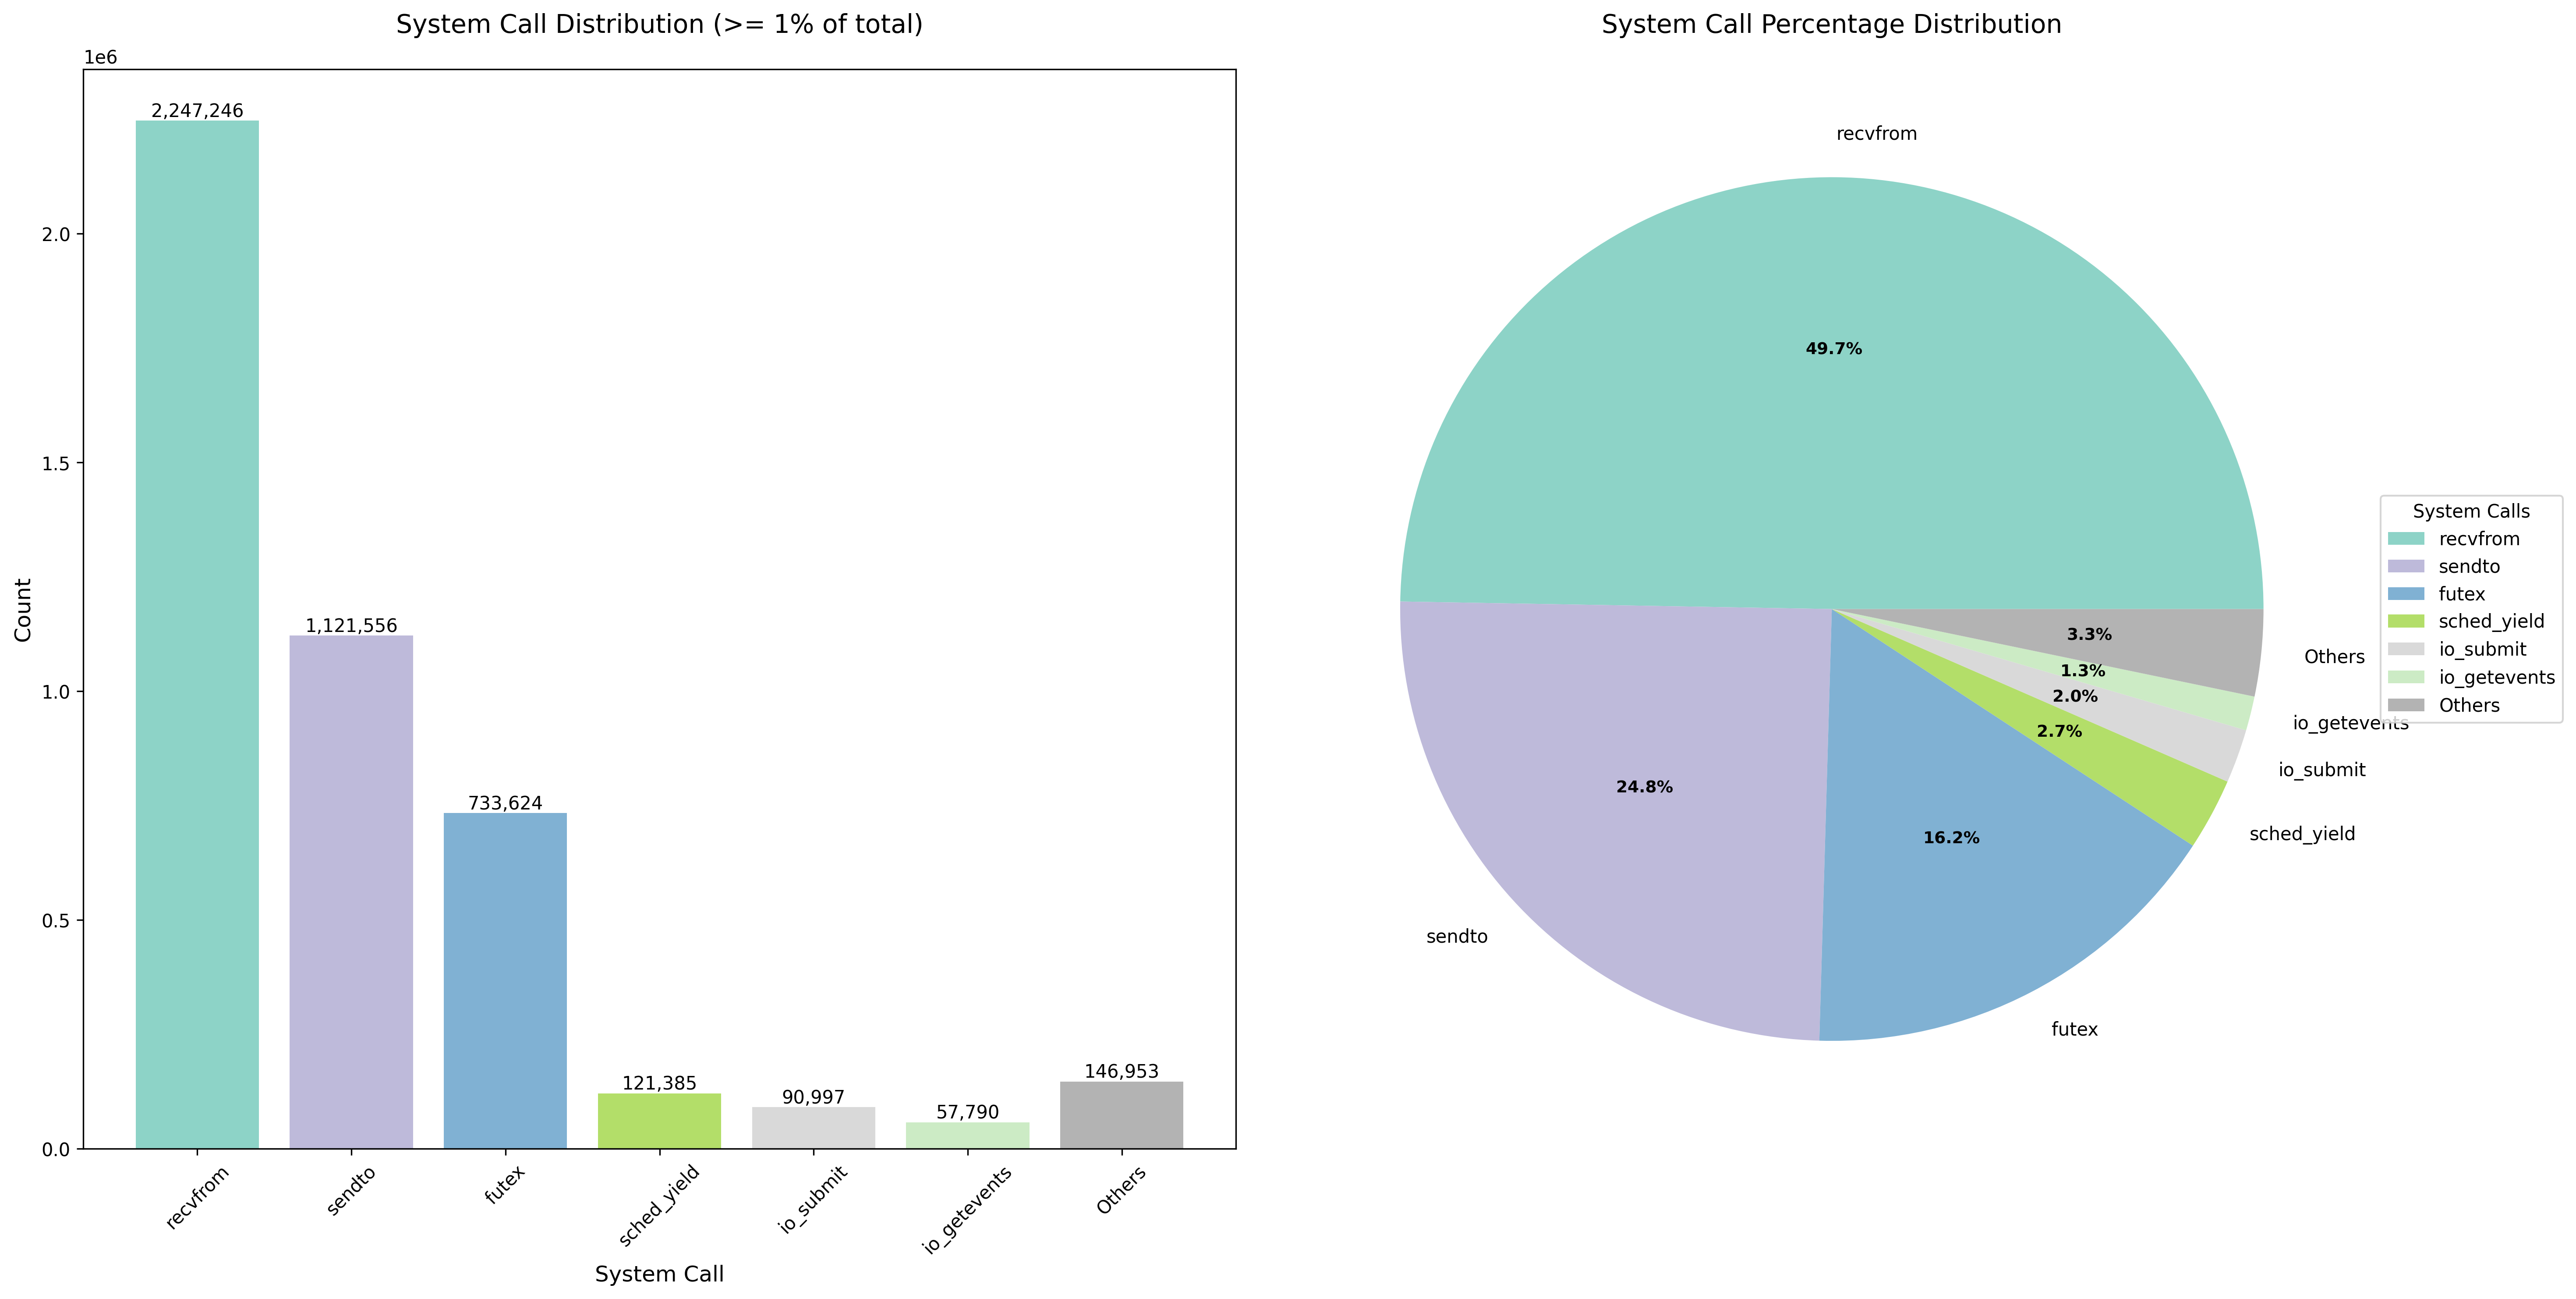 System Call Distribution (>= 1% of total)
1e6
2.0
1.5
1.0
0.5
0.0
Count
2,247,246
1,121,556
733,624
121,385
90,997
57,790
146,953
recvfrom
sendto
futex
sched_yield
io_submit
io_getevents
Others
System Call
System Call Percentage Distribution
recvfrom
49.7%
24.8%
sendto
16.2%
futex
2.7%
sched_yield
2.0%
io_submit
1.3%
io_getevents
3.3%
Others
System Calls
recvfrom
sendto
futex
sched_yield
io_submit
io_getevents
Others